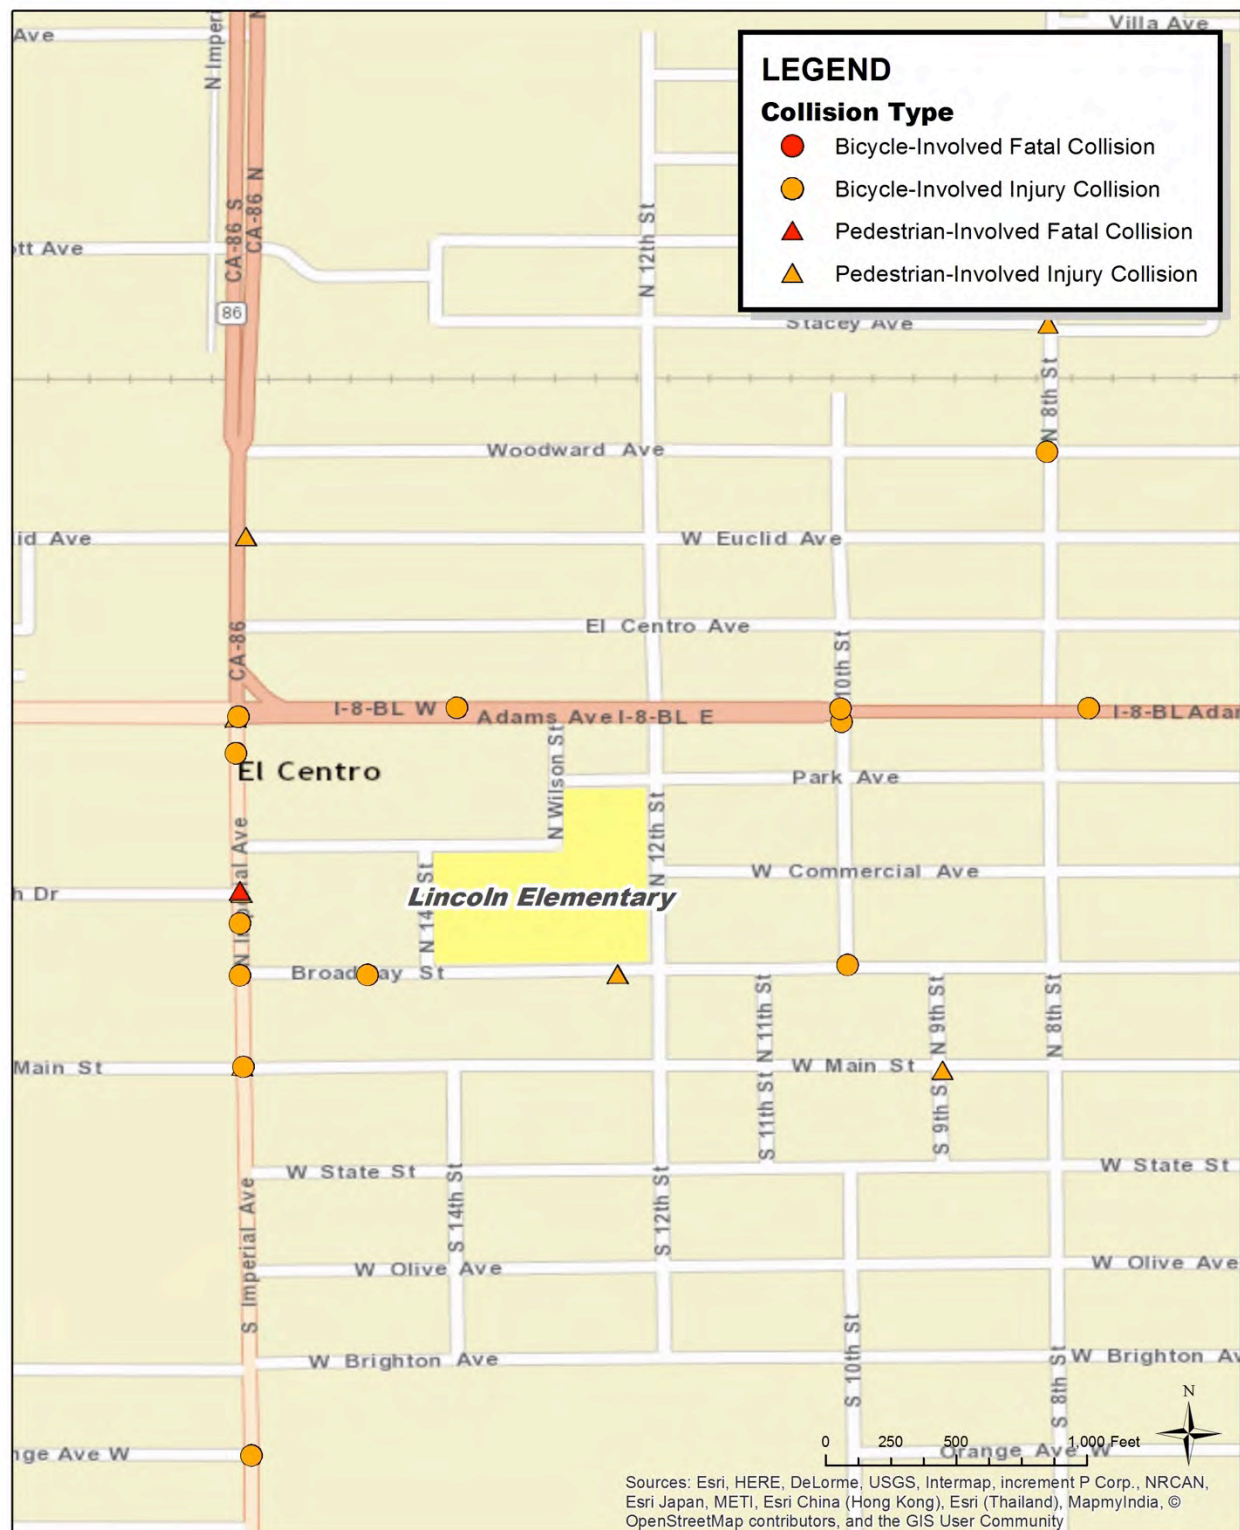 Ave
N Imperi
N
Villa Ave
LEGEND
Collision Type
Bicycle-Involved Fatal Collision
Bicycle-Involved Injury Collision
Pedestrian-Involved Fatal Collision
Pedestrian-Involved Injury Collision
CA-86 S
CA-86 N
N 12th St
ott Ave
86
Stacey Ave
N 8th St
Woodward Ave
id Ave
W Euclid Ave
El Centro Ave
CA-86
10th St
I-8-BL W
Adams Ave I-8-BL E
I-8-BL Adar
El Centro
N Wilson St
Park Ave
N 12th St
W Commercial Ave
h Dr
Lincoln Elementary
N 14 St
Broad ay St
N 11th St
N 9th St
N 8th St
Main St
W Main St
S 11th St
S 9th S
W State St
W State St
S Imperial Ave
S 14th St
S 12th St
W Olive Ave
W Olive Ave
W Brighton Ave
W Brighton Av
S 10th St
S 8th St
N
nge Ave W
Orange Ave W
0 250 500 1,000 Feet
Sources: Esri, HERE, DeLorme, USGS, Intermap, increment P Corp., NRCAN,
Esri Japan, METI, Esri China (Hong Kong), Esri (Thailand), MapmyIndia, ©
OpenStreetMap contributors, and the GIS User Community